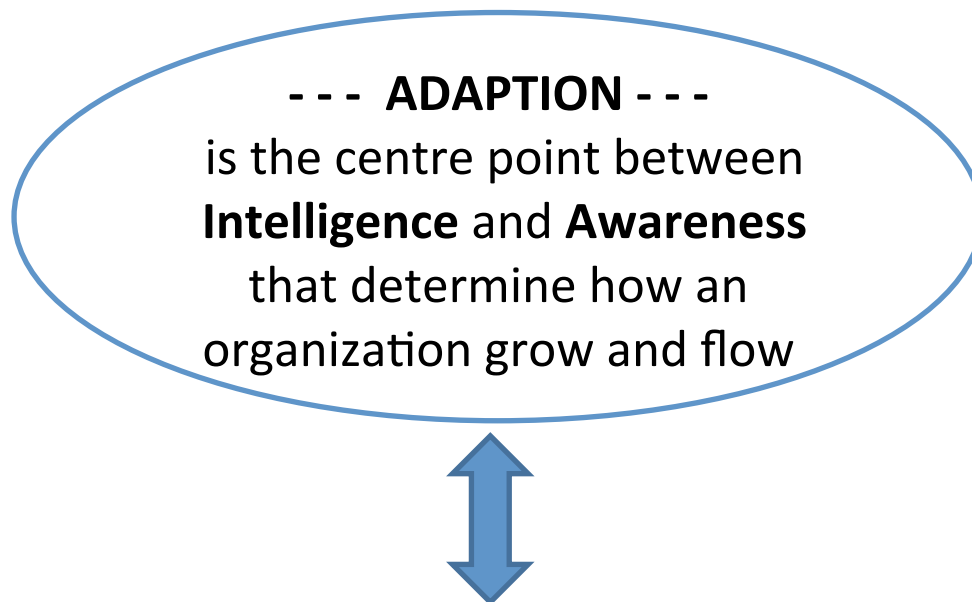 - - - ADAPTION - - -
is the centre point between
Intelligence and Awareness
that determine how an
organization grow and flow